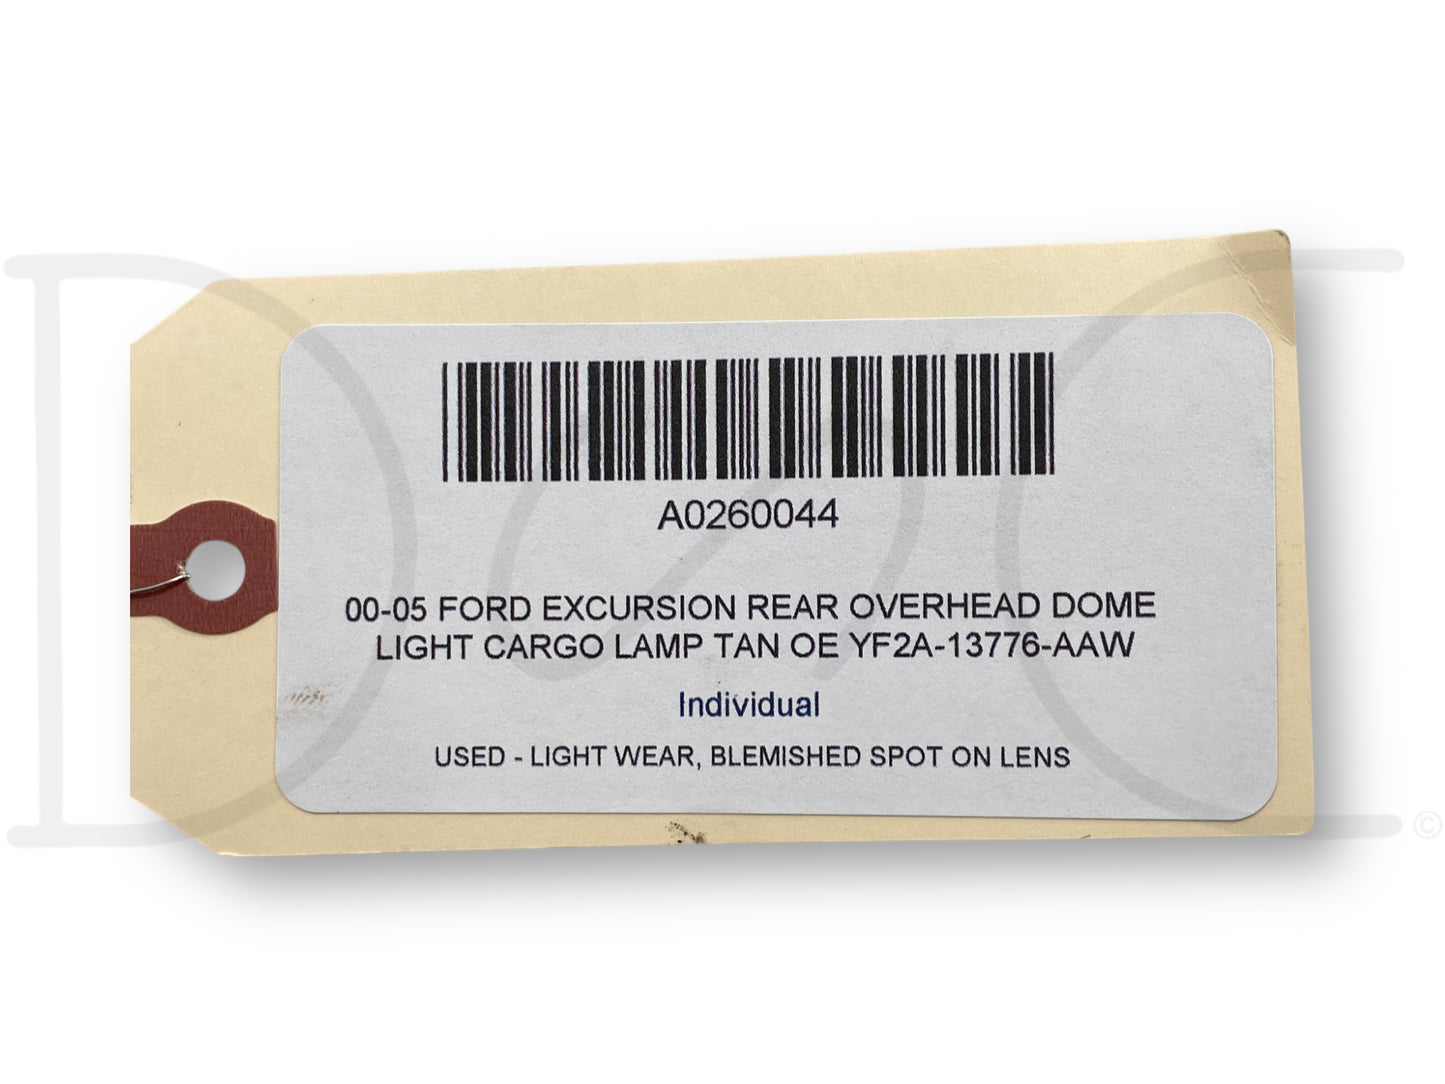 A0260044
00-05 FORD EXCURSION REAR OVERHEAD DOME
LIGHT CARGO LAMP TAN OE YF2A-13776-AAW
Individual
USED - LIGHT WEAR, BLEMISHED SPOT ON LENS
©